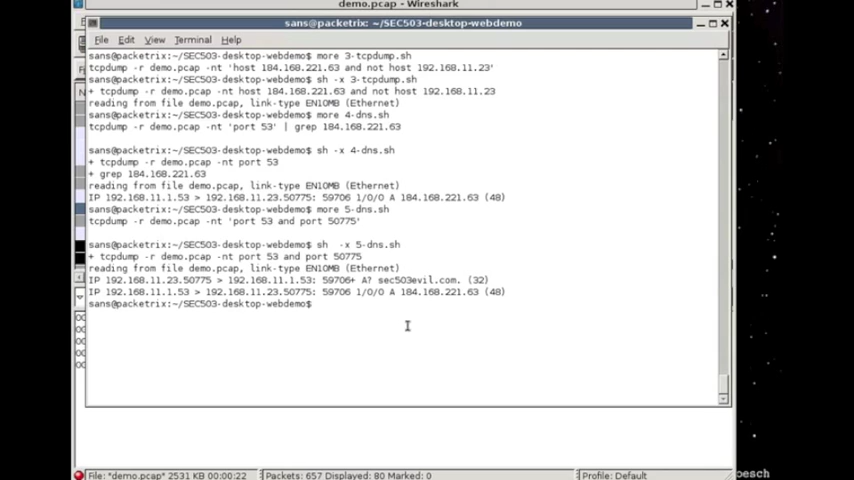 demo.pcap - Wireshark
sans@packetrix: ~/SEC503-desktop-webdemo
File Edit View Terminal Help
sans@packetrix:~/SEC503-desktop-webdemo$ more 3-tcpdump.sh
tcpdump -r demo.pcap -nt 'host 184.168.221.63 and not host 192.168.11.23'
sans@packetrix:~/SEC503-desktop-webdemo$ sh -x 3-tcpdump.sh
+ tcpdump -r demo.pcap -nt host 184.168.221.63 and not host 192.168.11.23
reading from file demo.pcap, link-type EN10MB (Ethernet)
sans@packetrix:~/SEC503-desktop-webdemo$ more 4-dns.sh
tcpdump -r demo.pcap -nt 'port 53' | grep 184.168.221.63
sans@packetrix:~/SEC503-desktop-webdemo$ sh -x 4-dns.sh
+ tcpdump -r demo.pcap -nt port 53
+ grep 184.168.221.63
reading from file demo.pcap, link-type EN10MB (Ethernet)
IP 192.168.11.1.53 > 192.168.11.23.50775: 59706 1/0/0 A 184.168.221.63 (48)
sans@packetrix:~/SEC503-desktop-webdemo$ more 5-dns.sh
tcpdump -r demo.pcap -nt 'port 53 and port 50775'
sans@packetrix:~/SEC503-desktop-webdemo$ sh  -x 5-dns.sh
+ tcpdump -r demo.pcap -nt port 53 and port 50775
reading from file demo.pcap, link-type EN10MB (Ethernet)
IP 192.168.11.23.50775 > 192.168.11.1.53: 59706+ A? sec503evil.com. (32)
IP 192.168.11.1.53 > 192.168.11.23.50775: 59706 1/0/0 A 184.168.221.63 (48)
sans@packetrix:~/SEC503-desktop-webdemo$
File: "demo.pcap" 2531 KB 00:00:22 Packets: 657 Displayed: 80 Marked: 0 Profile: Default
oesch